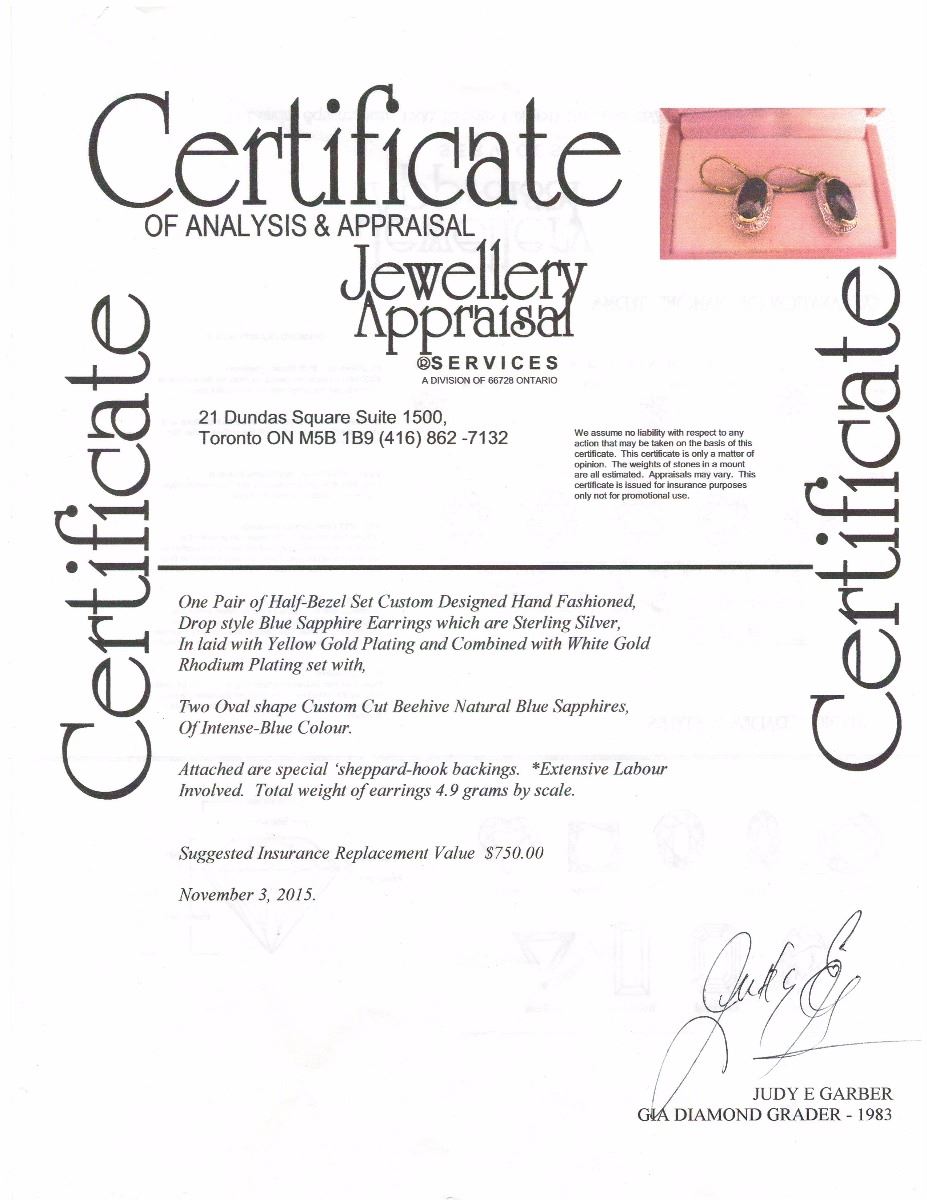 Certificate
OF ANALYSIS & APPRAISAL
Jewellery
Appraisal
®SERVICES
A DIVISION OF 66728 ONTARIO
21 Dundas Square Suite 1500,
Toronto ON M5B 1B9 (416) 862 -7132
We assume no liability with respect to any
action that may be taken on the basis of this
certificate. This certificate is only a matter of
opinion. The weights of stones in a mount
are all estimated. Appraisals may vary. This
certificate is issued for insurance purposes
only not for promotional use.
Certificate
Certificate
One Pair of Half-Bezel Set Custom Designed Hand Fashioned,
Drop style Blue Sapphire Earrings which are Sterling Silver,
In laid with Yellow Gold Plating and Combined with White Gold
Rhodium Plating set with,
Two Oval shape Custom Cut Beehive Natural Blue Sapphires,
Of Intense-Blue Colour.
Attached are special ‘sheppard-hook backings. *Extensive Labour
Involved. Total weight of earrings 4.9 grams by scale.
Suggested Insurance Replacement Value $750.00
November 3, 2015.
Judy E G
JUDY E GARBER
GIA DIAMOND GRADER - 1983